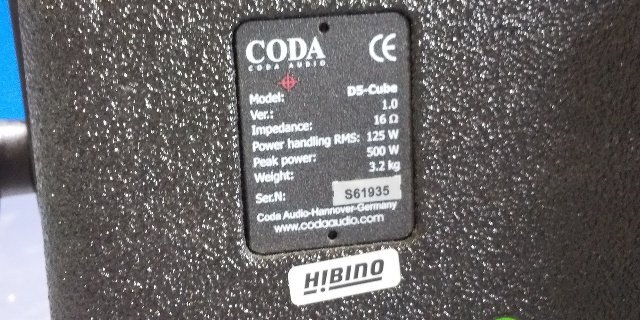 CODA
CODA AUDIO
CE
Model: D5-Cube
Ver.: 1.0
Impedance: 16 Ω
Power handling RMS: 125 W
Peak power: 500 W
Weight: 3.2 kg
Ser.N: S61935
Coda Audio-Hannover-Germany
www.codaaudio.com
HIBINO